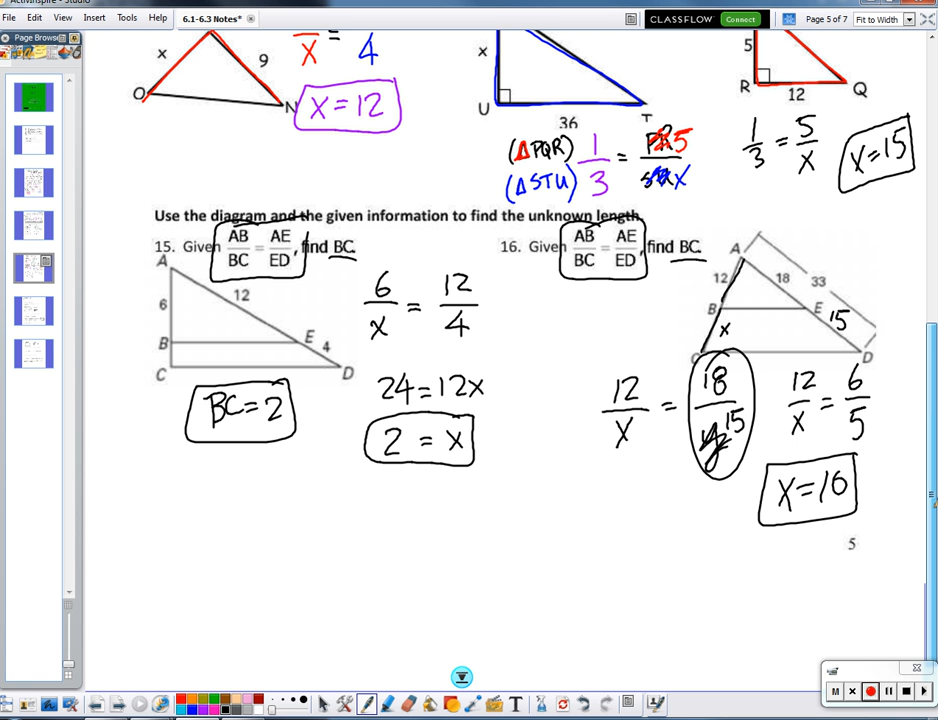 ActivInspire - Studio
File Edit View Insert Tools Help 6.1-6.3 Notes* CLASSFLOW Connect Page 5 of 7 Fit to Width
Page Brows
x 9 O N
x = 4
x = 12
x U T 36
5 R Q 12
(ΔPQR) 1 = PR 5
(ΔSTU) 3 x
1 = 5
3 x
x=15
Use the diagram and the given information to find the unknown length.
15. Given AB = AE, find BC.
BC ED
A 12 6 B E 4 C D
6 = 12
x 4
24=12x
2 = x
BC=2
16. Given AB = AE, find BC.
BC ED
A 12 18 33 B E 15 x C D
12 = 18
x 15
12 = 6
x 5
x=10
5
M